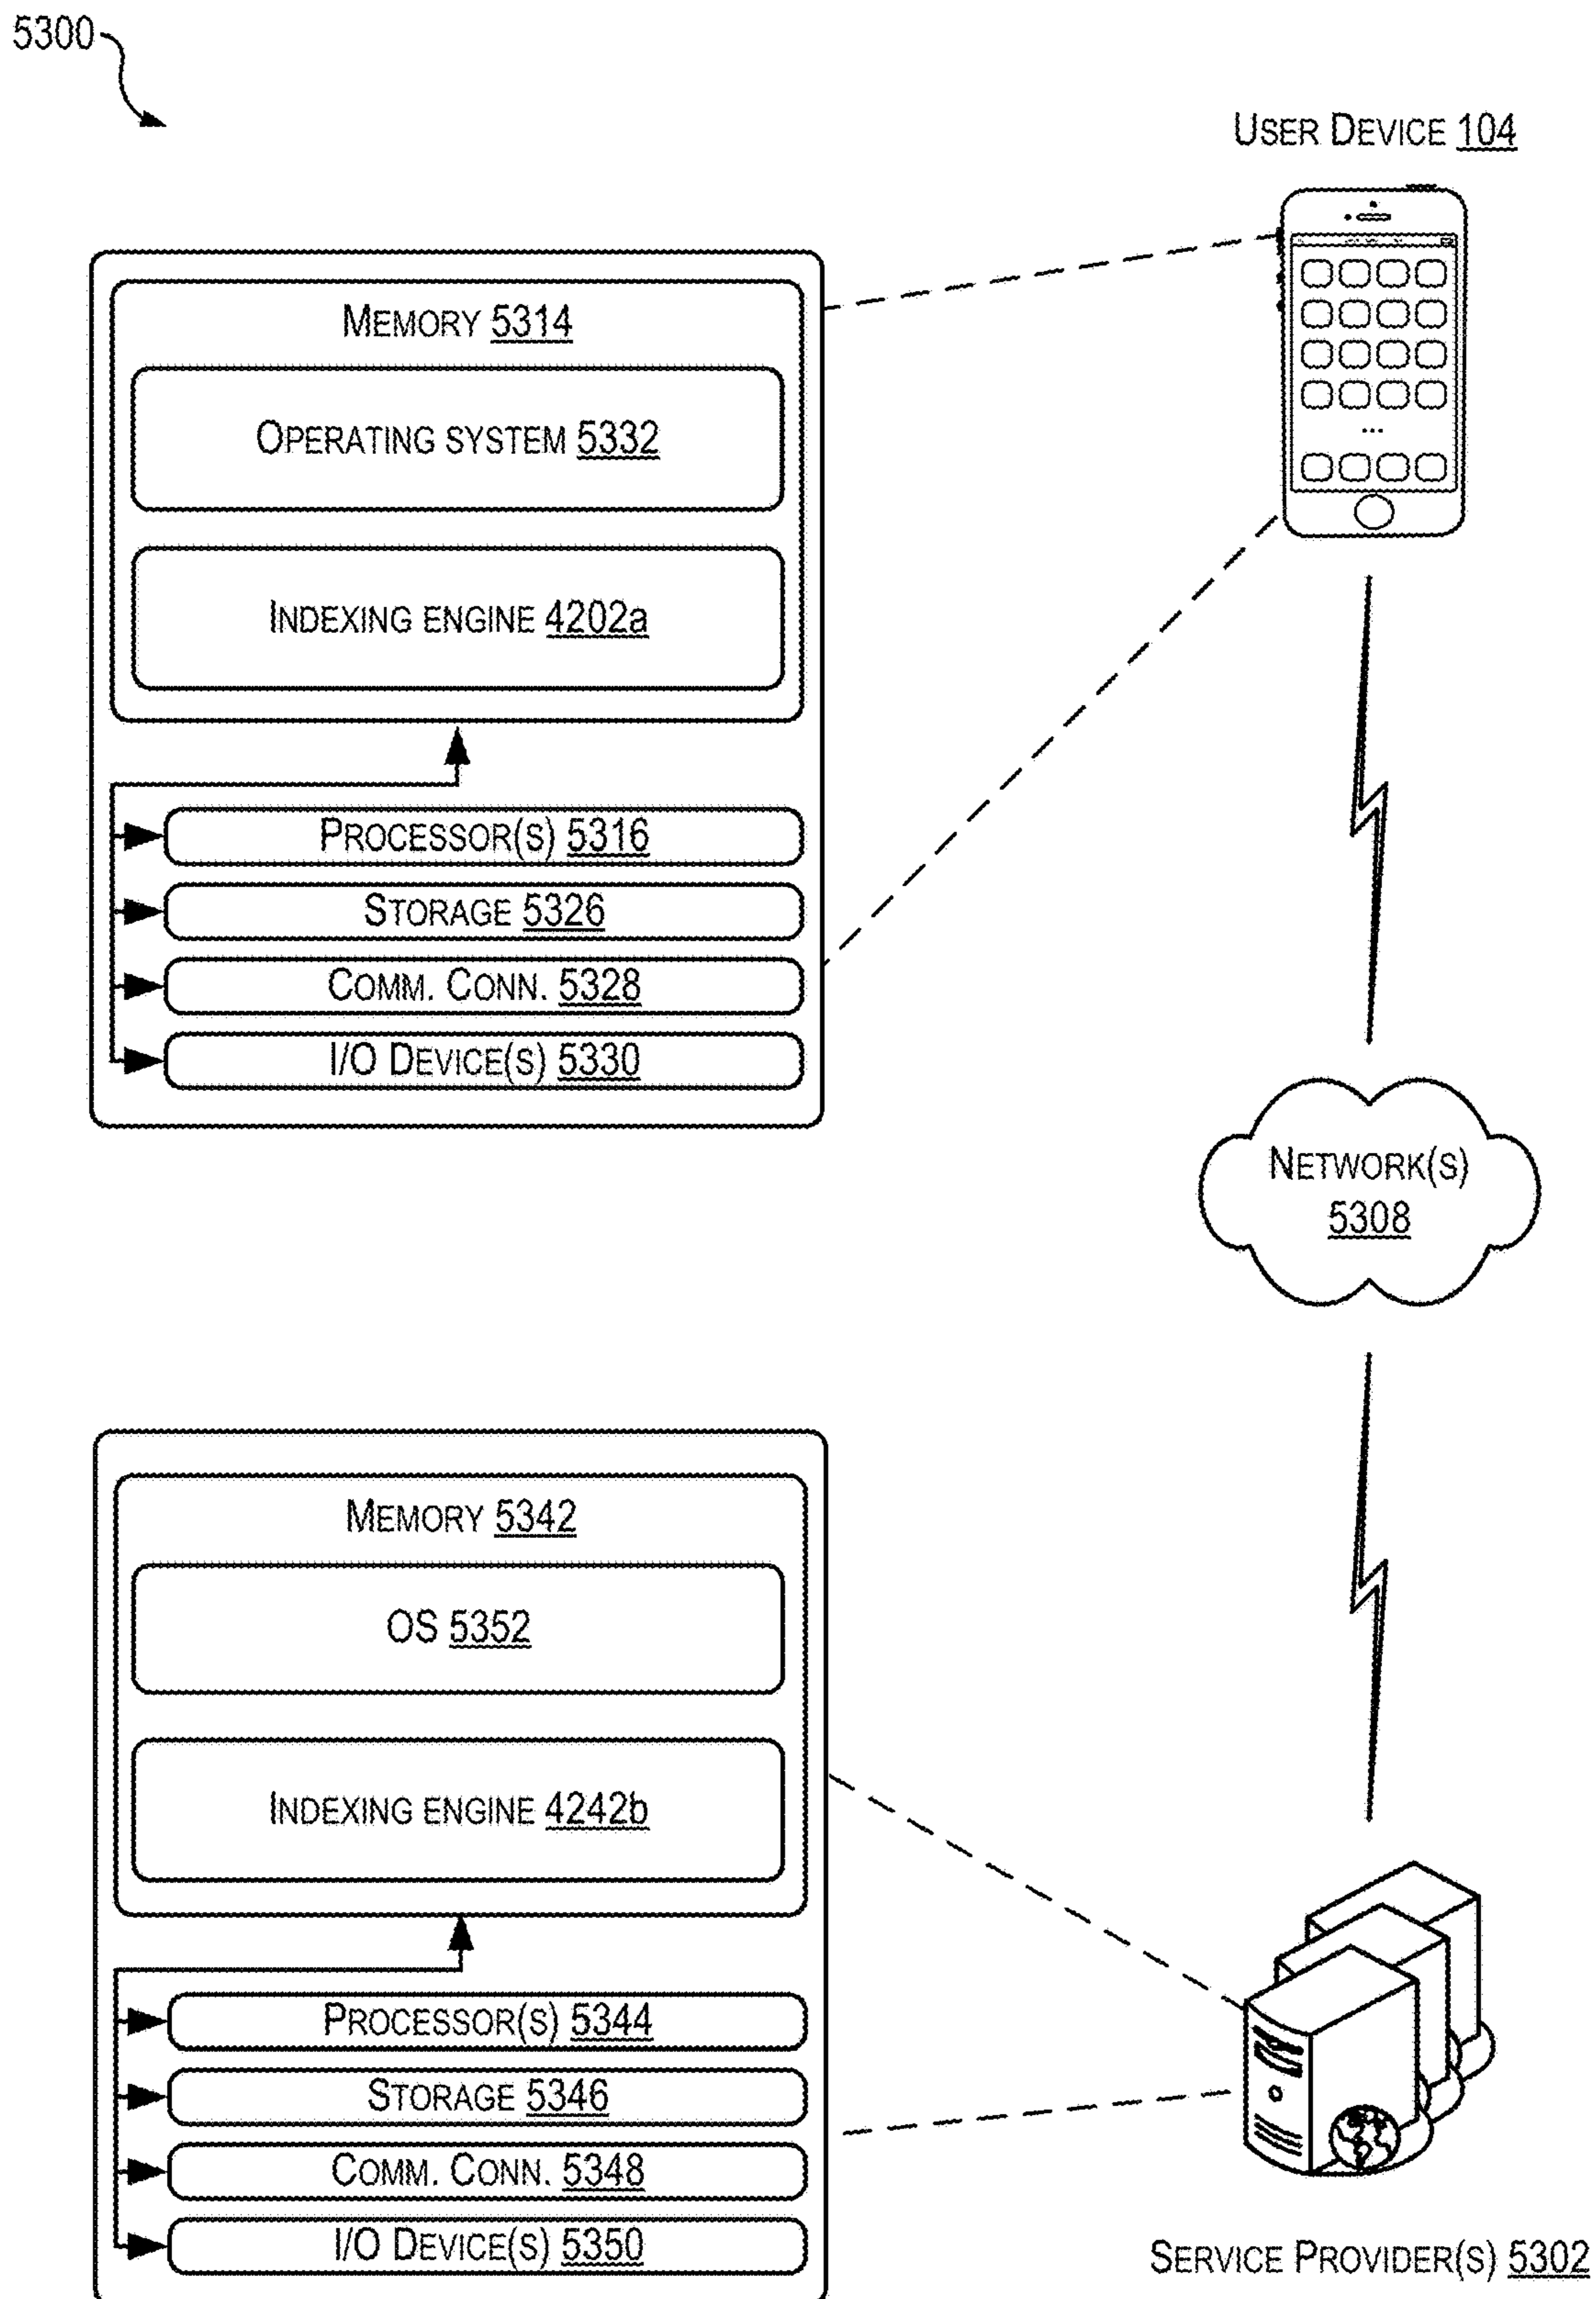 5300
USER DEVICE 104
MEMORY 5314
OPERATING SYSTEM 5332
INDEXING ENGINE 4202a
PROCESSOR(S) 5316
STORAGE 5326
COMM. CONN. 5328
I/O DEVICE(S) 5330
NETWORK(S)
5308
MEMORY 5342
OS 5352
INDEXING ENGINE 4242b
PROCESSOR(S) 5344
STORAGE 5346
COMM. CONN. 5348
I/O DEVICE(S) 5350
SERVICE PROVIDER(S) 5302